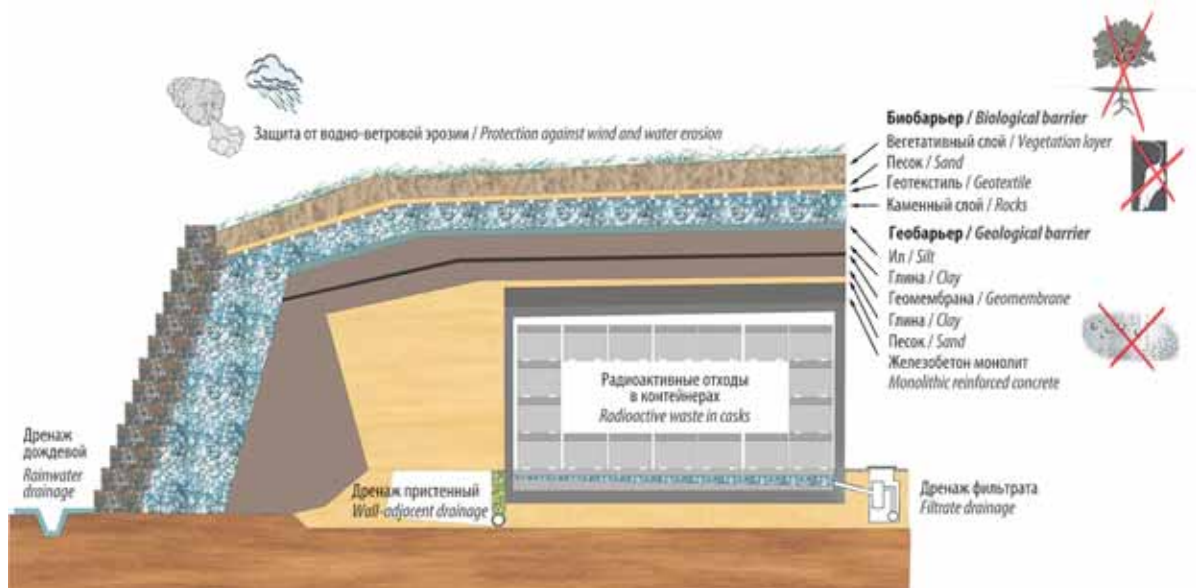 Защита от водно-ветровой эрозии / Protection against wind and water erosion
Биобарьер / Biological barrier
Вегетативный слой / Vegetation layer
Песок / Sand
Геотекстиль / Geotextile
Каменный слой / Rocks
Геобарьер / Geological barrier
Ил / Silt
Глина / Clay
Геомембрана / Geomembrane
Глина / Clay
Песок / Sand
Железобетон монолит
Monolithic reinforced concrete
Радиоактивные отходы
в контейнерах
Radioactive waste in casks
Дренаж
дождевой
Rainwater
drainage
Дренаж пристенный
Wall-adjacent drainage
Дренаж фильтрата
Filtrate drainage